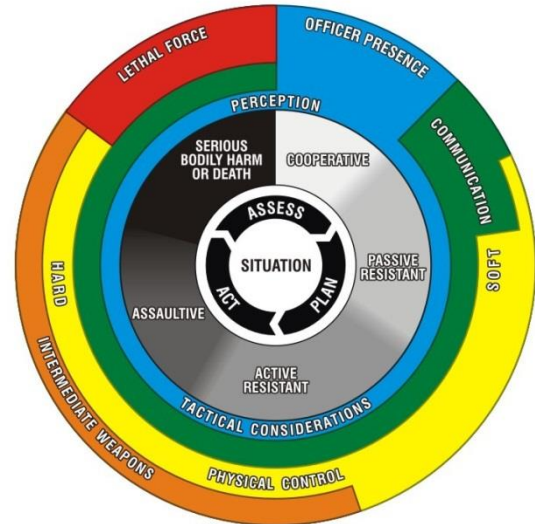 LETHAL FORCE
OFFICER PRESENCE
COMMUNICATION
PERCEPTION
SERIOUS
BODILY HARM
OR DEATH
COOPERATIVE
ASSESS
SITUATION
PASSIVE
RESISTANT
SOFT
HARD
ACT
PLAN
ASSAULTIVE
ACTIVE
RESISTANT
TACTICAL CONSIDERATIONS
INTERMEDIATE WEAPONS
PHYSICAL CONTROL